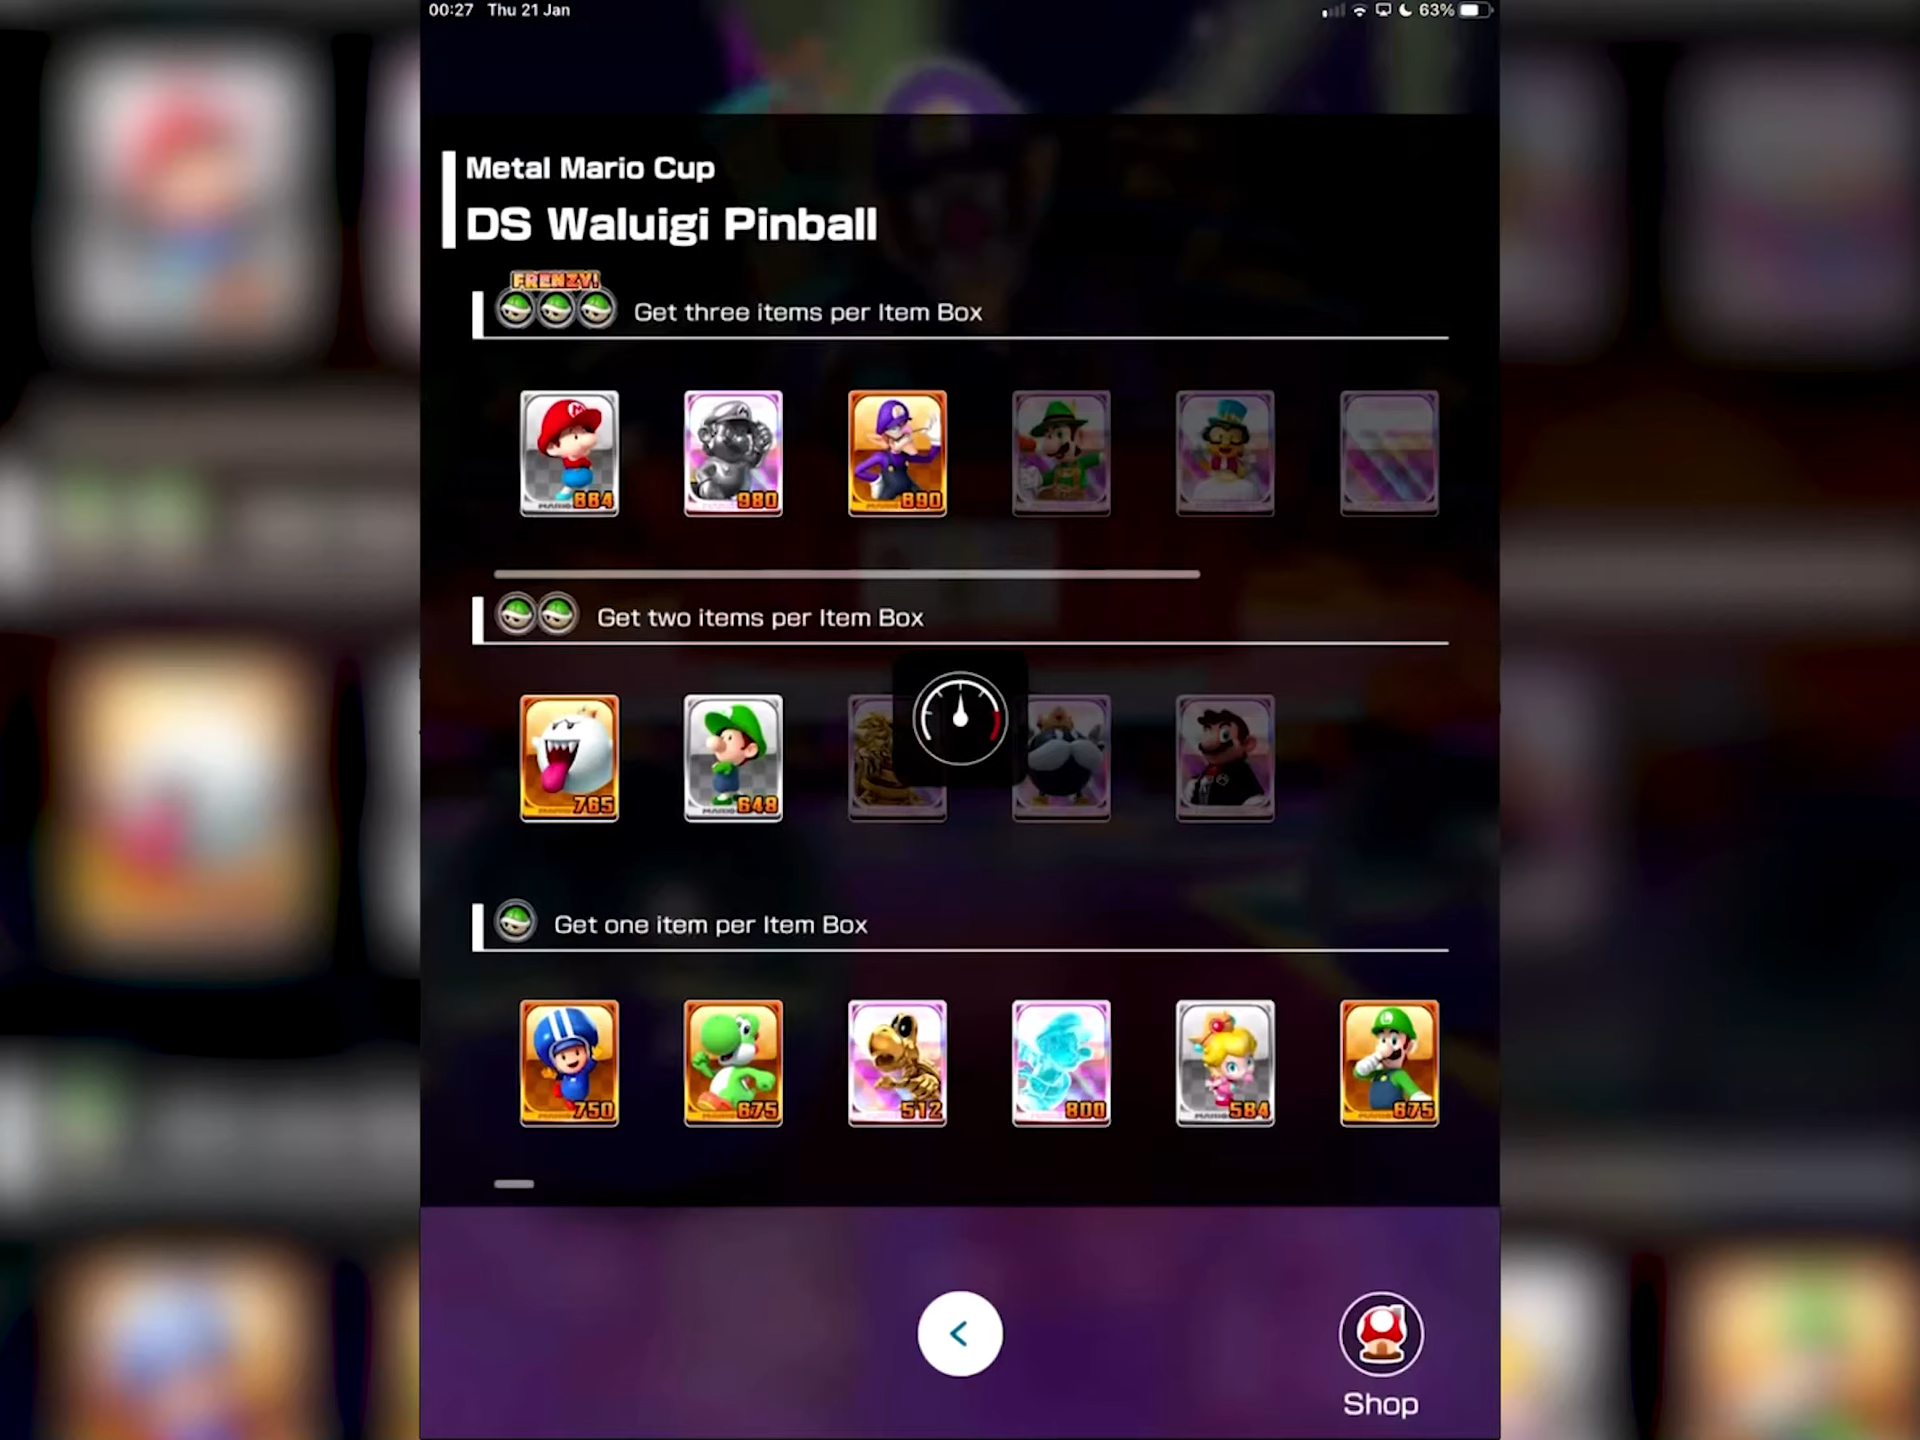 00:27 Thu 21 Jan 63%
Metal Mario Cup
DS Waluigi Pinball
FRENZY!
Get three items per Item Box
864 980 890
Get two items per Item Box
765 648
Get one item per Item Box
750 675 512 800 584 675
Shop